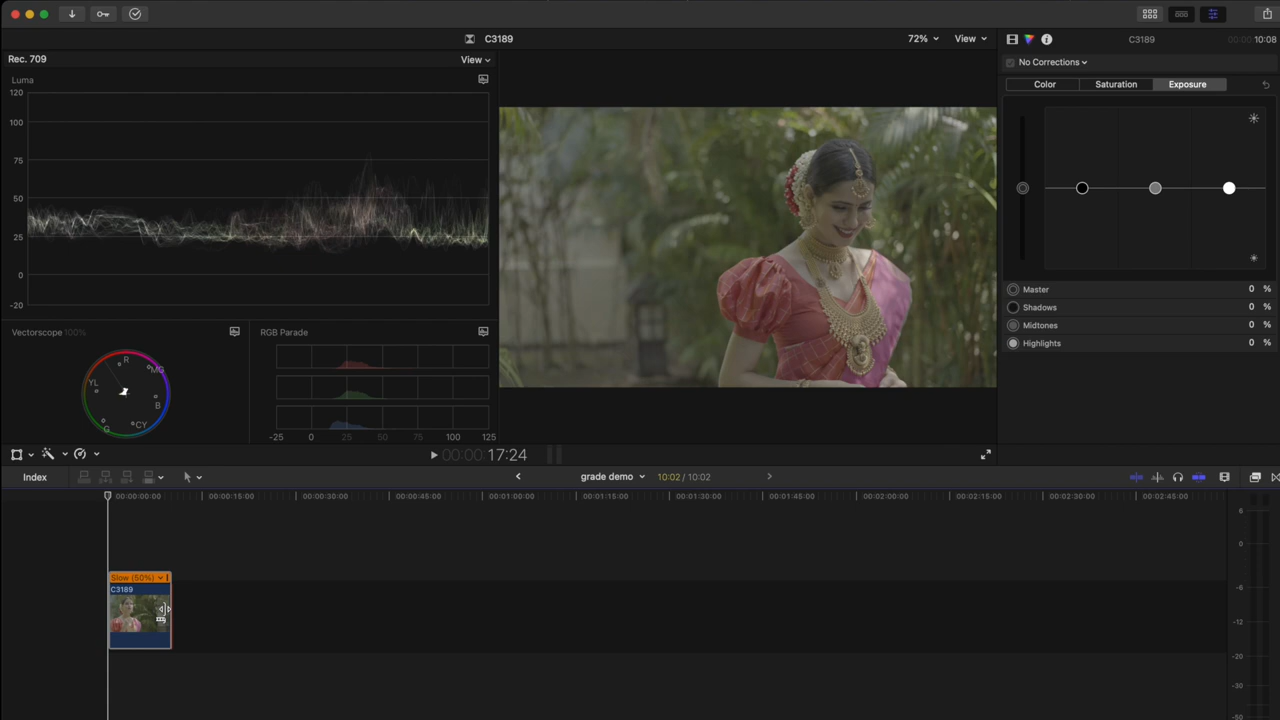 C3189
72%
View
C3189
00:00 10:08
Rec. 709
View
No Corrections
Luma
Color
Saturation
Exposure
120
100
75
50
25
0
-20
Master
0 %
Shadows
0 %
Midtones
0 %
Highlights
0 %
Vectorscope 100%
RGB Parade
R
MG
YL
B
G
CY
-25
0
25
50
75
100
125
00:00:00:17:24
Index
grade demo
10:02 / 10:02
00:00:00:00
00:00:15:00
00:00:30:00
00:00:45:00
00:01:00:00
00:01:15:00
00:01:30:00
00:01:45:00
00:02:00:00
00:02:15:00
00:02:30:00
00:02:45:00
6
0
-6
-12
-20
-30
-50
Slow (50%)
C3189